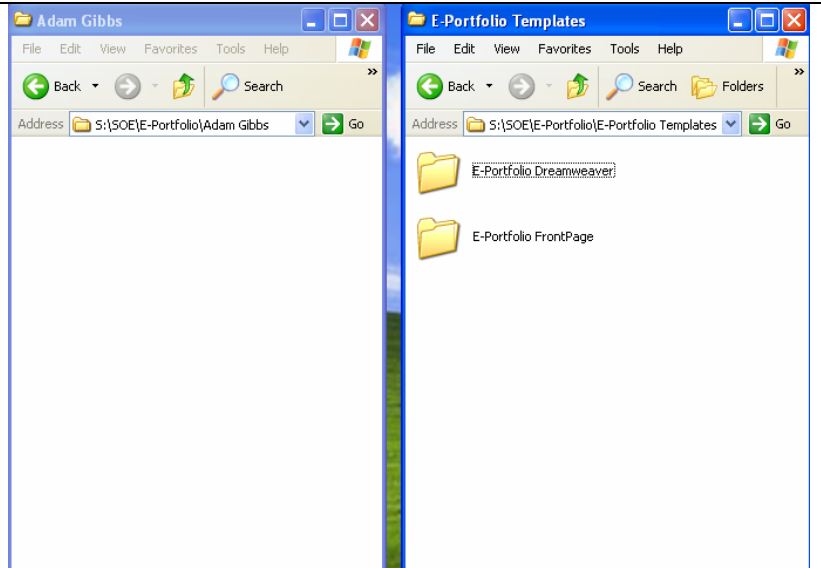 Adam Gibbs
File Edit View Favorites Tools Help
Back Search »
Address S:\SOE\E-Portfolio\Adam Gibbs Go
E-Portfolio Templates
File Edit View Favorites Tools Help
Back Search Folders »
Address S:\SOE\E-Portfolio\E-Portfolio Templates Go
E-Portfolio Dreamweaver
E-Portfolio FrontPage